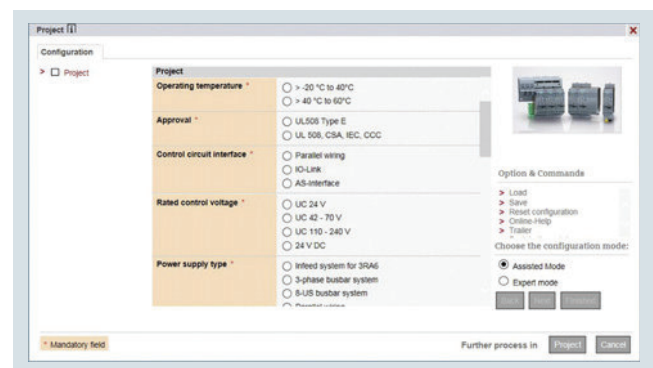 Project
Configuration
> Project
Project
Operating temperature *
> -20 °C to 40°C
> 40 °C to 60°C
Approval *
UL508 Type E
UL 508, CSA, IEC, CCC
Control circuit interface *
Parallel wiring
IO-Link
AS-Interface
Rated control voltage *
UC 24 V
UC 42 - 70 V
UC 110 - 240 V
24 V DC
Power supply type *
Infeed system for 3RA6
3-phase busbar system
8-US busbar system
Parallel wiring
Option & Commande
> Load
> Save
> Reset configuration
> Online-Help
> Trailer
Choose the configuration mode:
Assisted Mode
Expert mode
Back Next Finished
* Mandatory field
Further process in Project Cancel